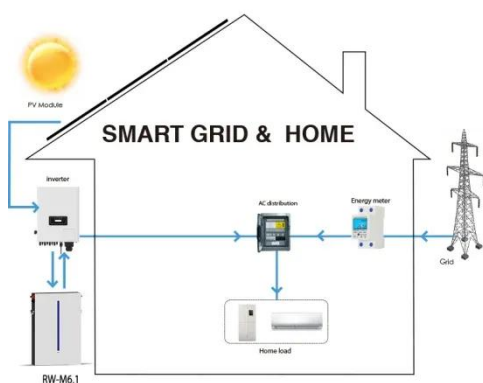 PV Module
SMART GRID & HOME
Inverter
AC distribution
Energy meter
Grid
Home load
RW-M6.1